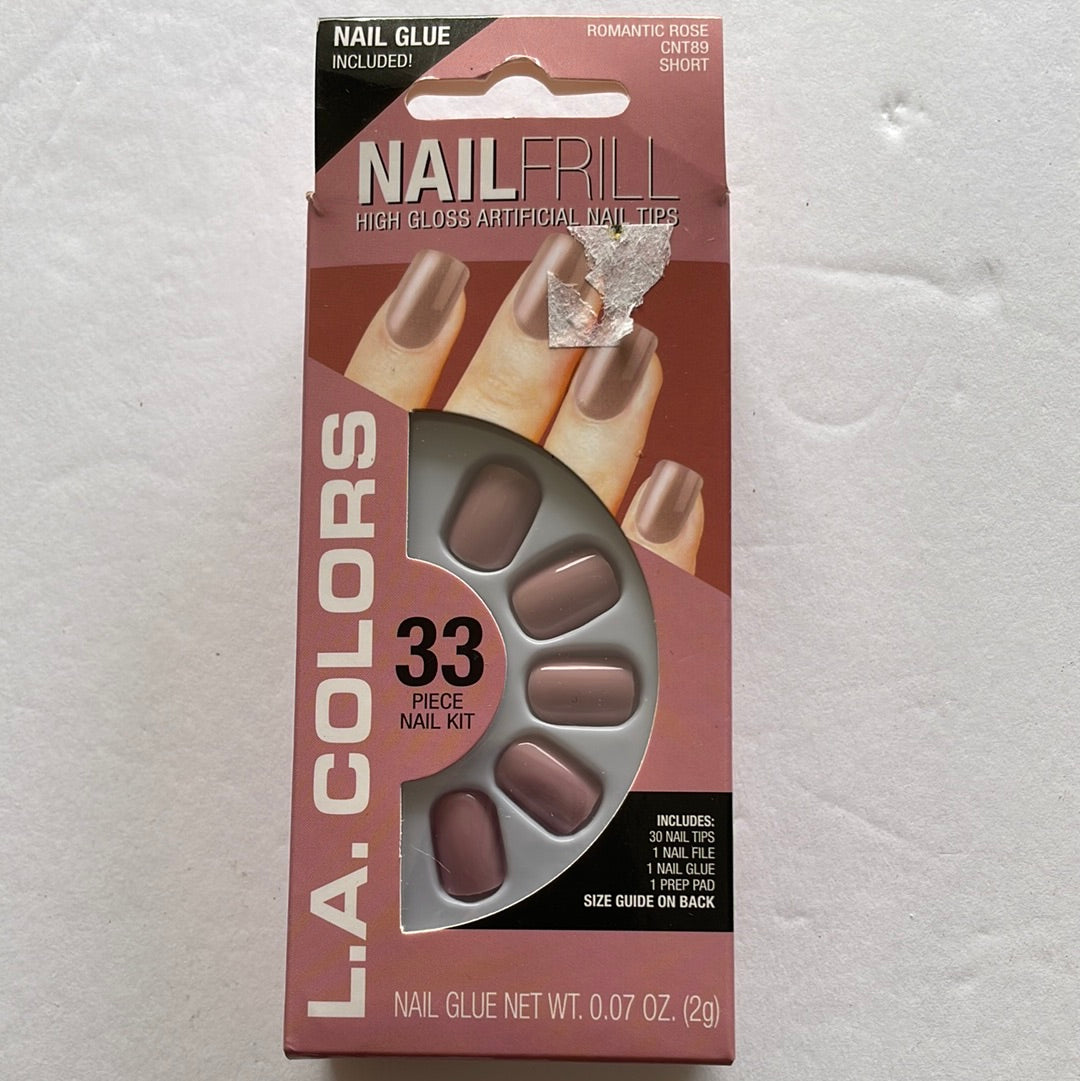 NAIL GLUE
INCLUDED!
ROMANTIC ROSE
CNT89
SHORT
NAILFRILL
HIGH GLOSS ARTIFICIAL NAIL TIPS
L.A. COLORS
33
PIECE
NAIL KIT
INCLUDES:
30 NAIL TIPS
1 NAIL FILE
1 NAIL GLUE
1 PREP PAD
SIZE GUIDE ON BACK
NAIL GLUE NET WT. 0.07 OZ. (2g)